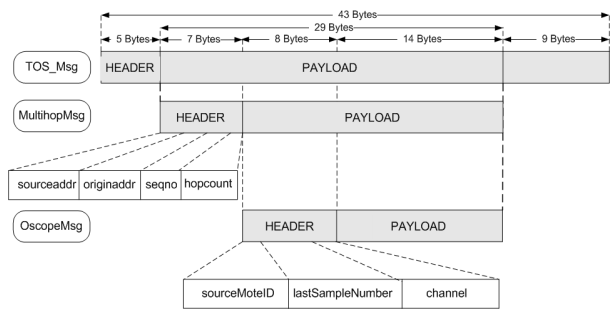 43 Bytes
29 Bytes
5 Bytes 7 Bytes 8 Bytes 14 Bytes 9 Bytes
TOS_Msg HEADER PAYLOAD
MultihopMsg HEADER PAYLOAD
sourceaddr originaddr seqno hopcount
OscopeMsg HEADER PAYLOAD
sourceMoteID lastSampleNumber channel